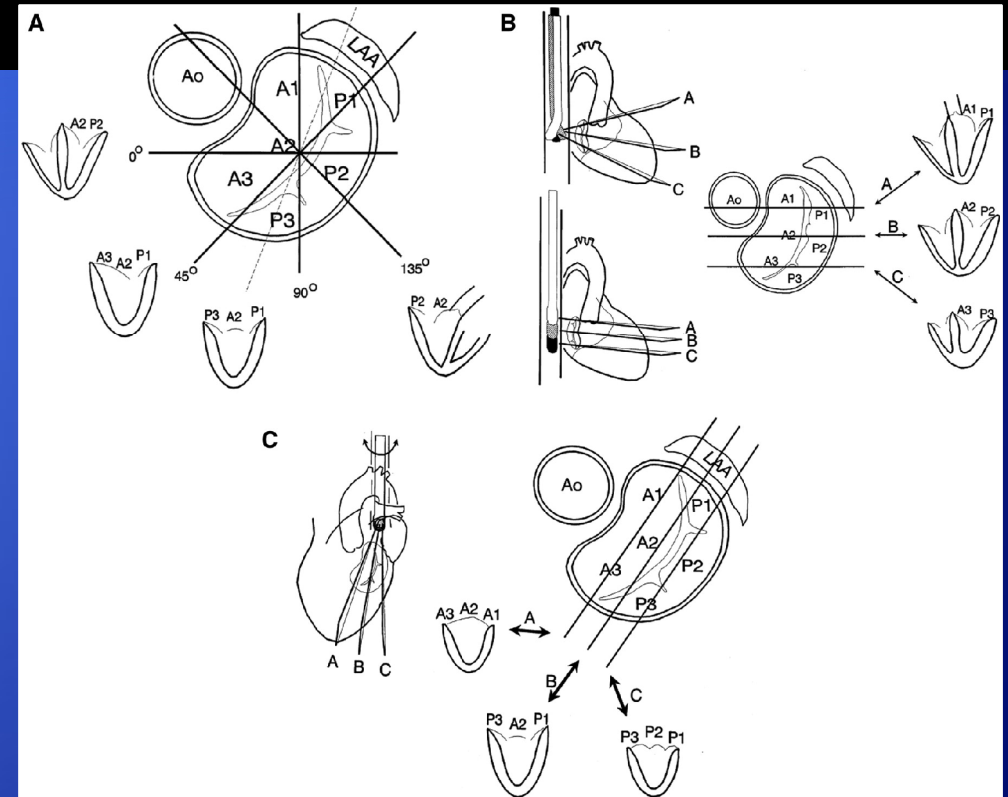 A
Ao
LAA
A1
P1
A2
A3
P2
P3
0°
45°
90°
135°
A2 P2
A3 A2 P1
P3 A2 P1
P2 A2
B
A
B
C
A
B
C
Ao
A1
P1
A2
P2
A3
P3
A
B
C
A1 P1
A2 P2
A3 P3
C
A B C
Ao
LAA
A1
P1
A2
P2
A3
P3
A3 A2 A1
A
B
C
P3 A2 P1
P3 P2 P1